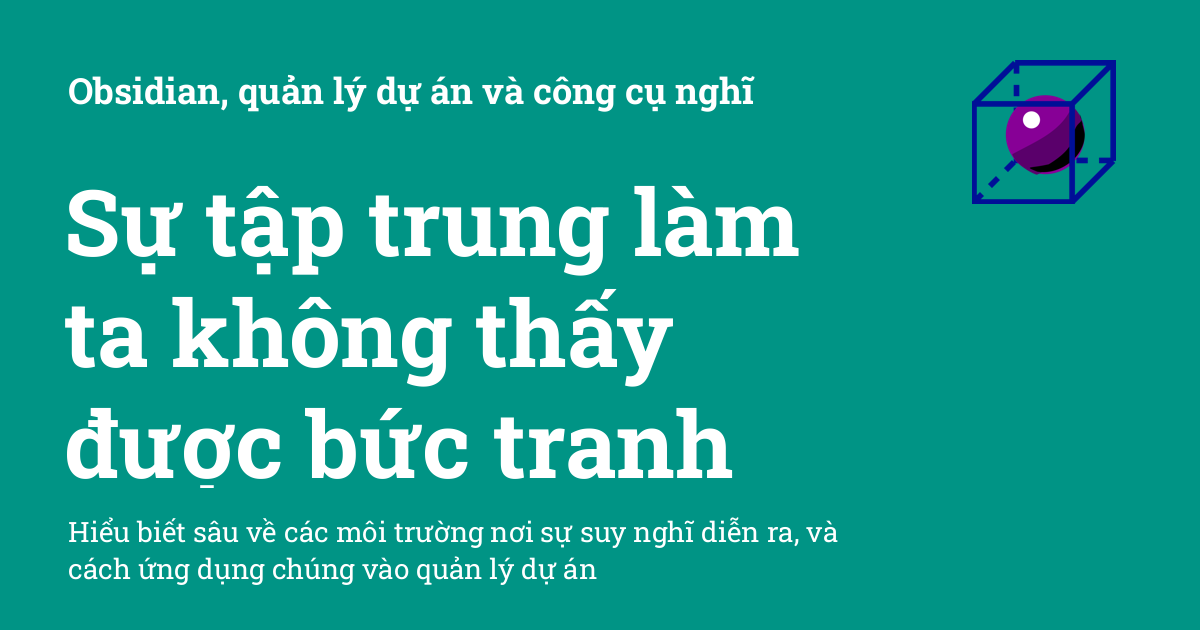 Obsidian, quản lý dự án và công cụ nghĩ
Sự tập trung làm
ta không thấy
được bức tranh
Hiểu biết sâu về các môi trường nơi sự suy nghĩ diễn ra, và
cách ứng dụng chúng vào quản lý dự án